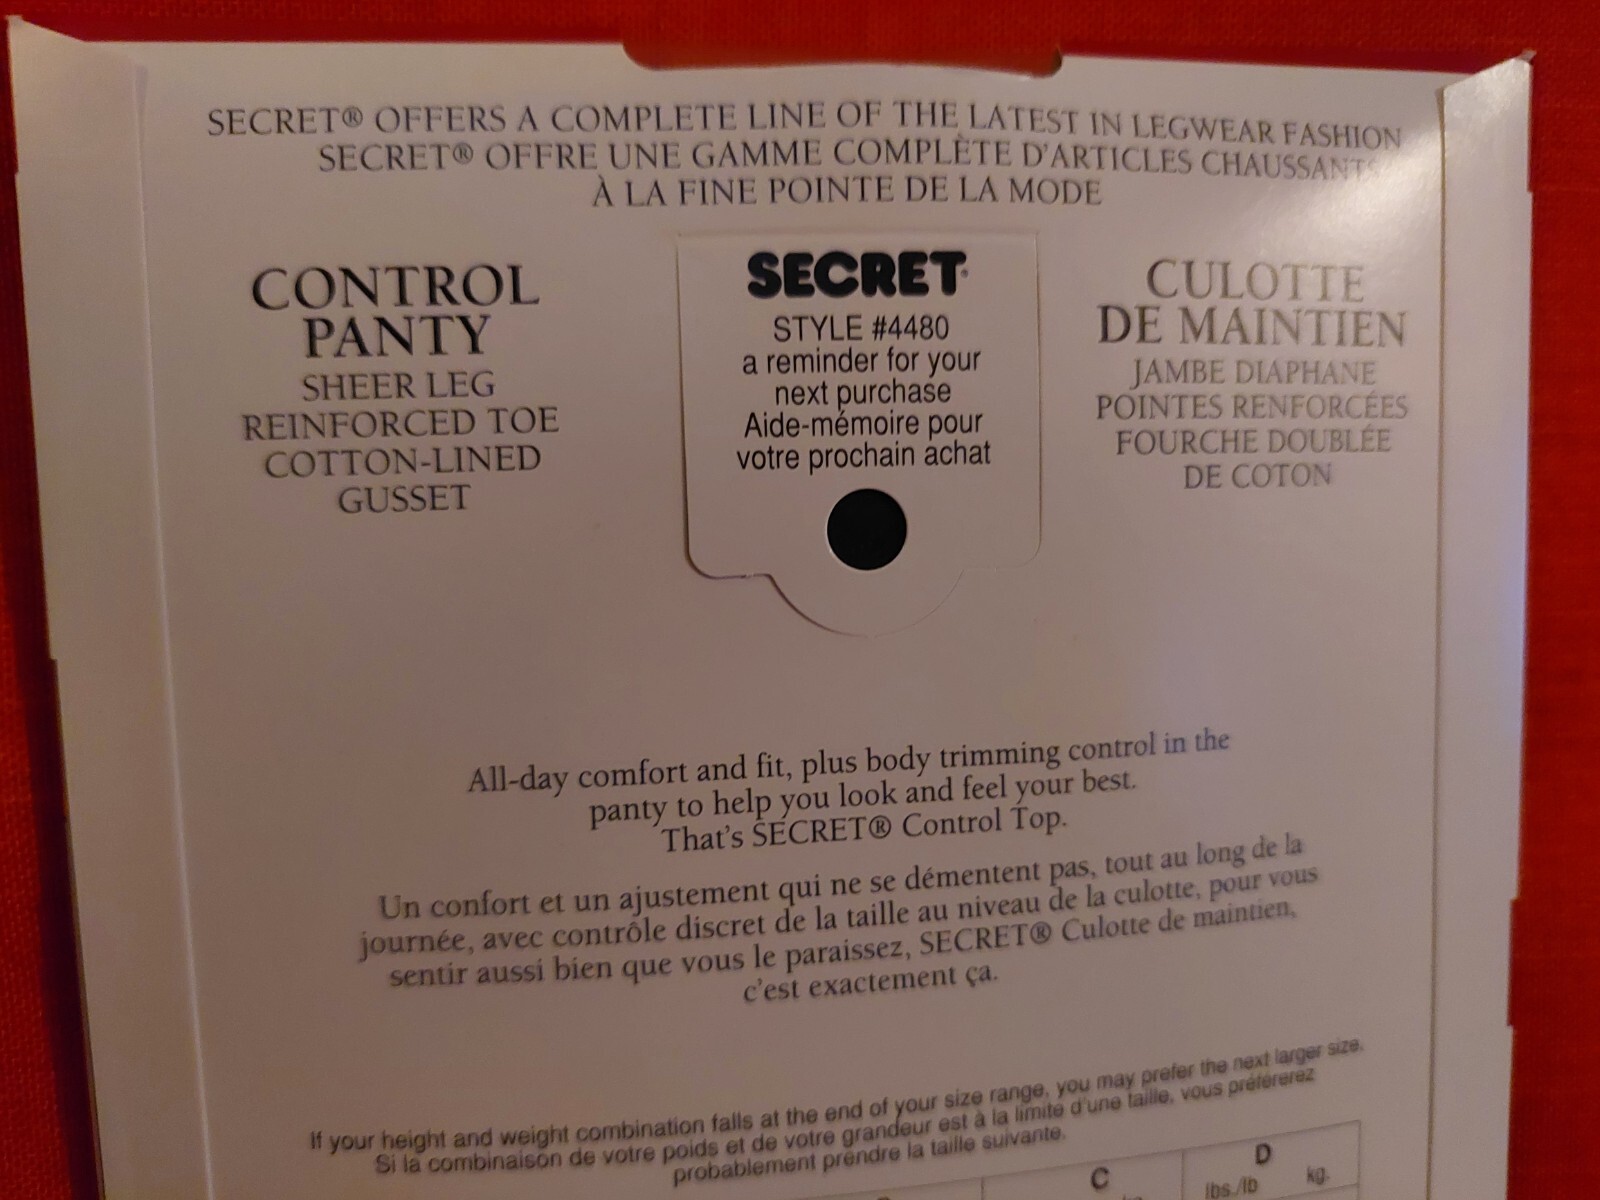 SECRET® OFFERS A COMPLETE LINE OF THE LATEST IN LEGWEAR FASHION
SECRET® OFFRE UNE GAMME COMPLÈTE D'ARTICLES CHAUSSANTS
À LA FINE POINTE DE LA MODE
CONTROL
PANTY
SHEER LEG
REINFORCED TOE
COTTON-LINED
GUSSET
SECRET
STYLE #4480
a reminder for your
next purchase
Aide-mémoire pour
votre prochain achat
CULOTTE
DE MAINTIEN
JAMBE DIAPHANE
POINTES RENFORCÉES
FOURCHE DOUBLÉE
DE COTON
All-day comfort and fit, plus body trimming control in the
panty to help you look and feel your best.
That's SECRET® Control Top.
Un confort et un ajustement qui ne se démentent pas, tout au long de la
journée, avec contrôle discret de la taille au niveau de la culotte, pour vous
sentir aussi bien que vous le paraissez, SECRET® Culotte de maintien,
c'est exactement ça.
If your height and weight combination falls at the end of your size range, you may prefer the next larger size.
Si la combinaison de votre poids et de votre grandeur est à la limite d'une taille, vous préférerez
probablement prendre la taille suivante.
C D
lbs./lb kg.